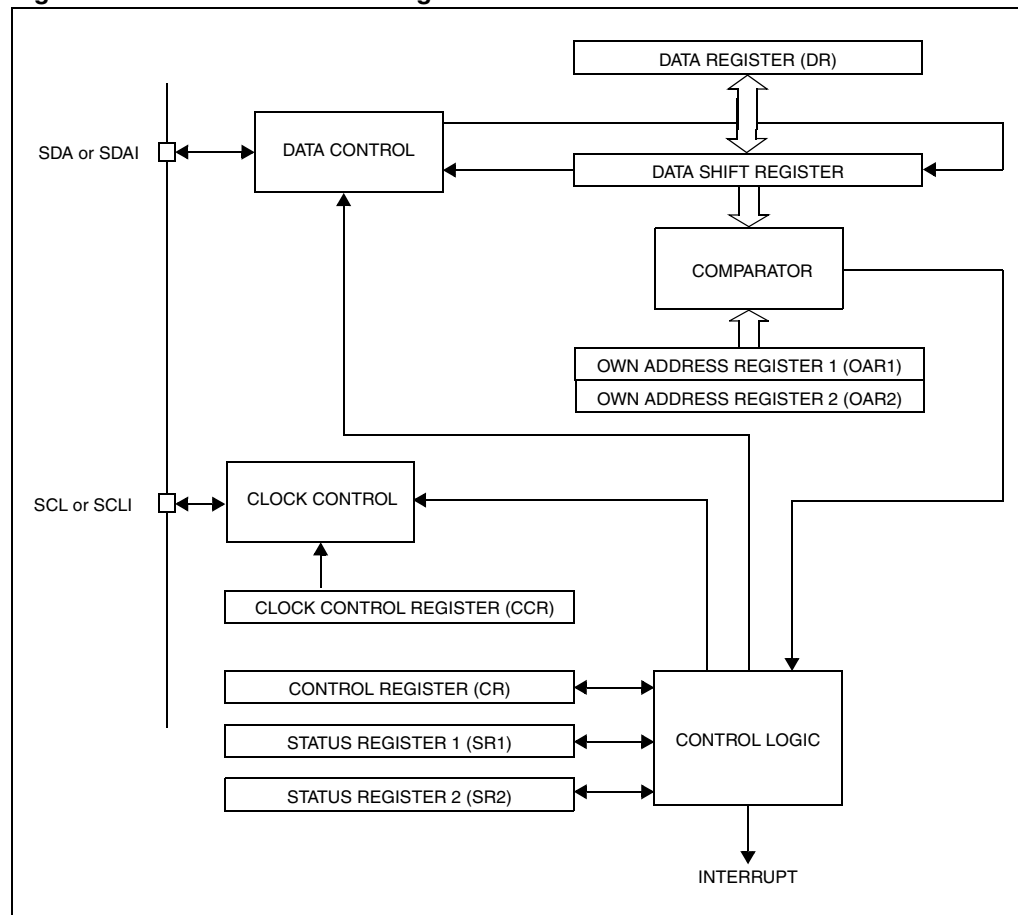 DATA REGISTER (DR)
SDA or SDAI
DATA CONTROL
DATA SHIFT REGISTER
COMPARATOR
OWN ADDRESS REGISTER 1 (OAR1)
OWN ADDRESS REGISTER 2 (OAR2)
SCL or SCLI
CLOCK CONTROL
CLOCK CONTROL REGISTER (CCR)
CONTROL REGISTER (CR)
STATUS REGISTER 1 (SR1)
CONTROL LOGIC
STATUS REGISTER 2 (SR2)
INTERRUPT